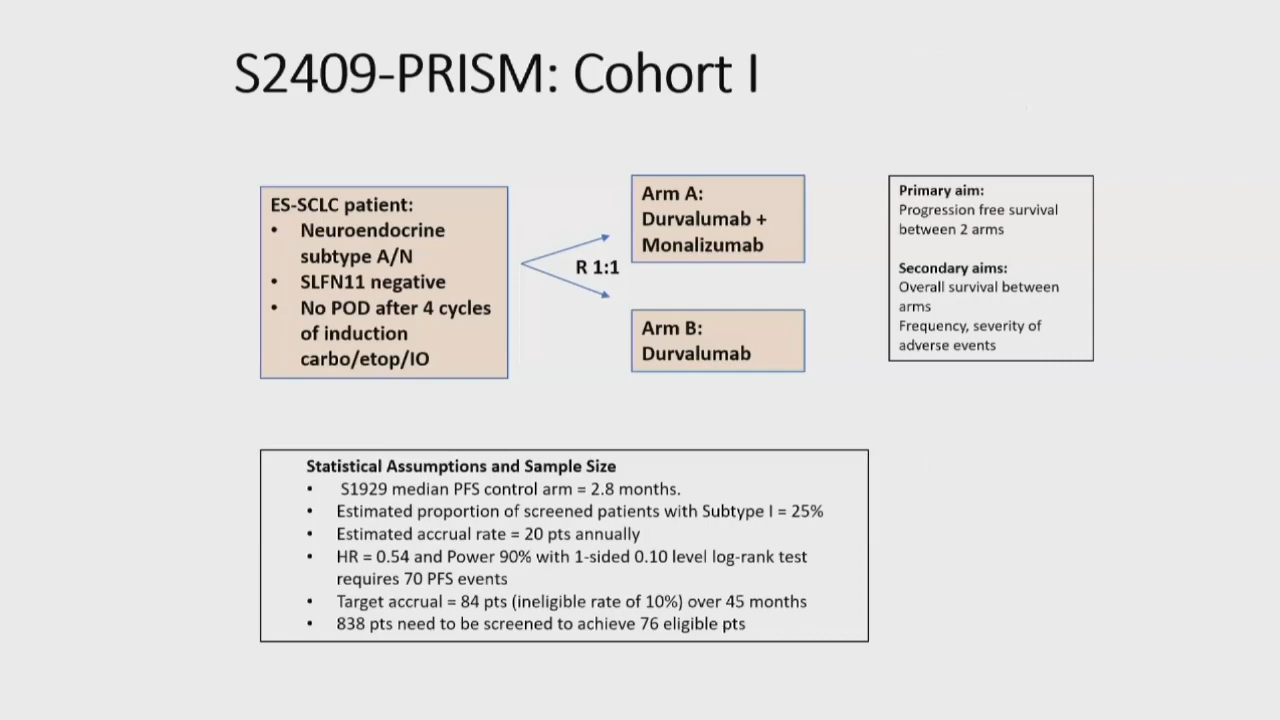 S2409-PRISM: Cohort I
ES-SCLC patient:
• Neuroendocrine
subtype A/N
• SLFN11 negative
• No POD after 4 cycles
of induction
carbo/etop/IO
R 1:1
Arm A:
Durvalumab +
Monalizumab
Arm B:
Durvalumab
Primary aim:
Progression free survival
between 2 arms
Secondary aims:
Overall survival between
arms
Frequency, severity of
adverse events
Statistical Assumptions and Sample Size
• S1929 median PFS control arm = 2.8 months.
• Estimated proportion of screened patients with Subtype I = 25%
• Estimated accrual rate = 20 pts annually
• HR = 0.54 and Power 90% with 1-sided 0.10 level log-rank test
requires 70 PFS events
• Target accrual = 84 pts (ineligible rate of 10%) over 45 months
• 838 pts need to be screened to achieve 76 eligible pts